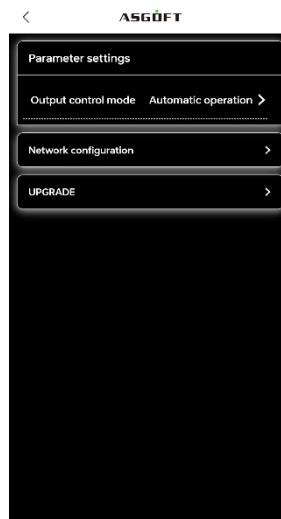 ASGOFT
Parameter settings
Output control mode Automatic operation
Network configuration
UPGRADE